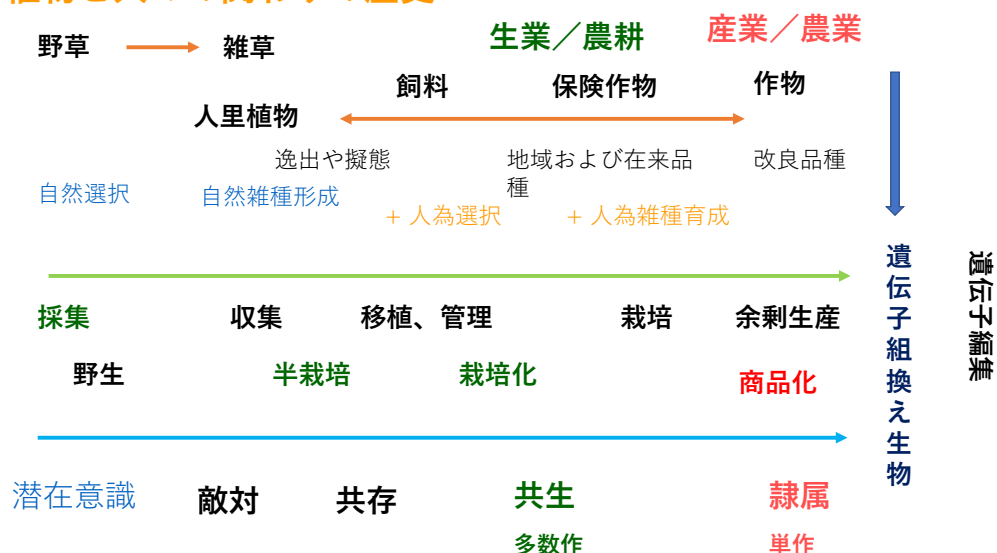 野草
雑草
生業／農耕
産業／農業
飼料
保険作物
作物
人里植物
逸出や擬態
地域および在来品
種
改良品種
自然選択
自然雑種形成
+ 人為選択
+ 人為雑種育成
遺伝子組換え生物
遺伝子編集
採集
収集
移植、管理
栽培
余剰生産
野生
半栽培
栽培化
商品化
潜在意識
敵対
共存
共生
隷属
多数作
単作